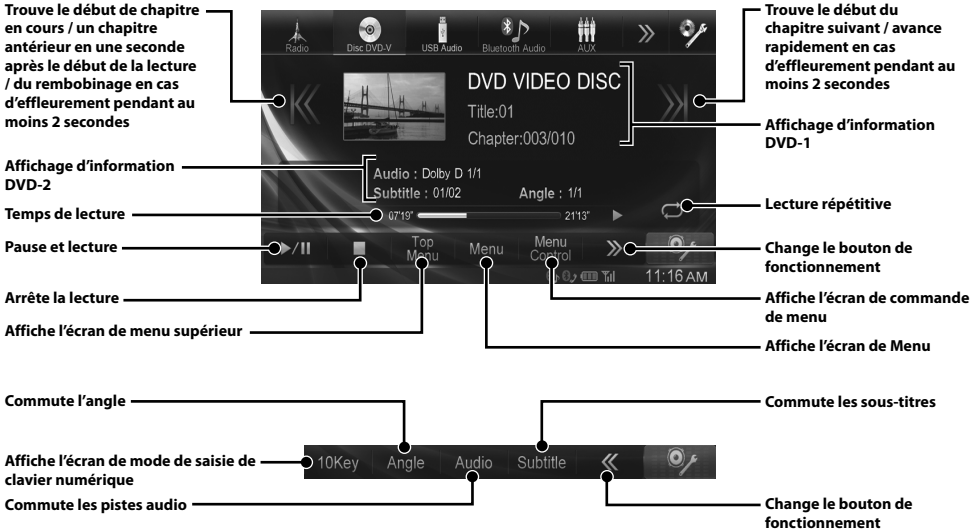 Trouve le début de chapitre
en cours / un chapitre
antérieur en une seconde
après le début de la lecture
/ du rembobinage en cas
d'effleurement pendant au
moins 2 secondes
Affichage d'information
DVD-2
Temps de lecture
Pause et lecture
Arrête la lecture
Affiche l'écran de menu supérieur
Radio
Disc DVD-V
USB Audio
Bluetooth Audio
AUX
DVD VIDEO DISC
Title:01
Chapter:003/010
Audio : Dolby D 1/1
Subtitle : 01/02
Angle : 1/1
07'19"
21'13"
Top
Menu
Menu
Menu
Control
11:16 AM
Trouve le début du
chapitre suivant / avance
rapidement en cas
d'effleurement pendant au
moins 2 secondes
Affichage d'information
DVD-1
Lecture répétitive
Change le bouton de
fonctionnement
Affiche l'écran de commande
de menu
Affiche l'écran de Menu
Commute l'angle
Affiche l'écran de mode de saisie de
clavier numérique
Commute les pistes audio
10Key
Angle
Audio
Subtitle
Commute les sous-titres
Change le bouton de
fonctionnement